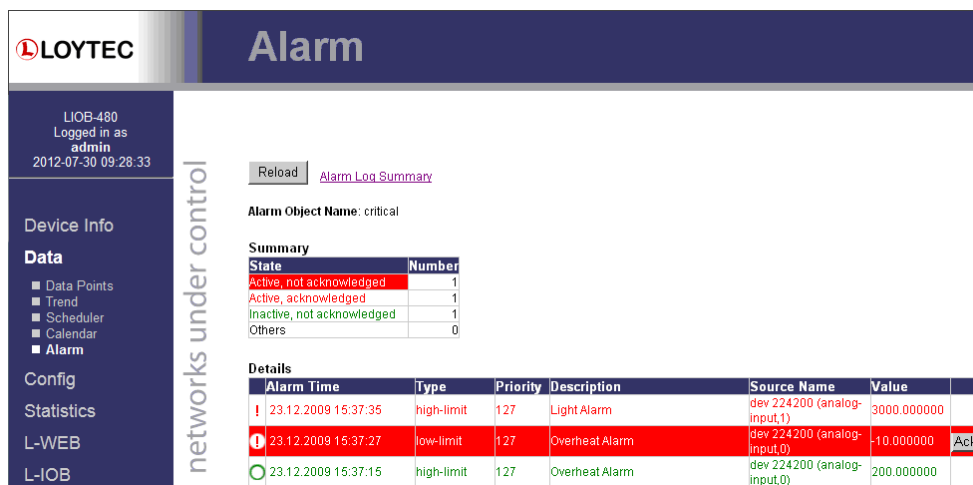 LOYTEC
Alarm
LIOB-480
Logged in as
admin
2012-07-30 09:28:33
Device Info
Data
Data Points
Trend
Scheduler
Calendar
Alarm
Config
Statistics
L-WEB
L-IOB
networks under control
Reload Alarm Log Summary
Alarm Object Name: critical
Summary
State Number
Active, not acknowledged 1
Active, acknowledged 1
Inactive, not acknowledged 1
Others 0
Details
Alarm Time Type Priority Description Source Name Value
! 23.12.2009 15:37:35 high-limit 127 Light Alarm dev 224200 (analog-input,1) 3000.000000
! 23.12.2009 15:37:27 low-limit 127 Overheat Alarm dev 224200 (analog-input,0) -10.000000 Ack
23.12.2009 15:37:15 high-limit 127 Overheat Alarm dev 224200 (analog-input,0) 200.000000